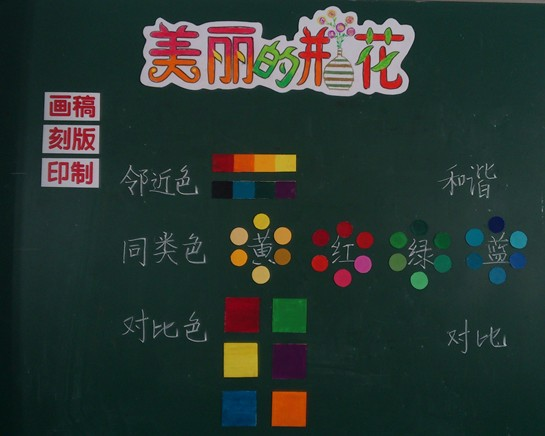 美丽的瓶花
画稿
刻版
印制
邻近色 和谐
同类色 黄 红 绿 蓝
对比色 对比